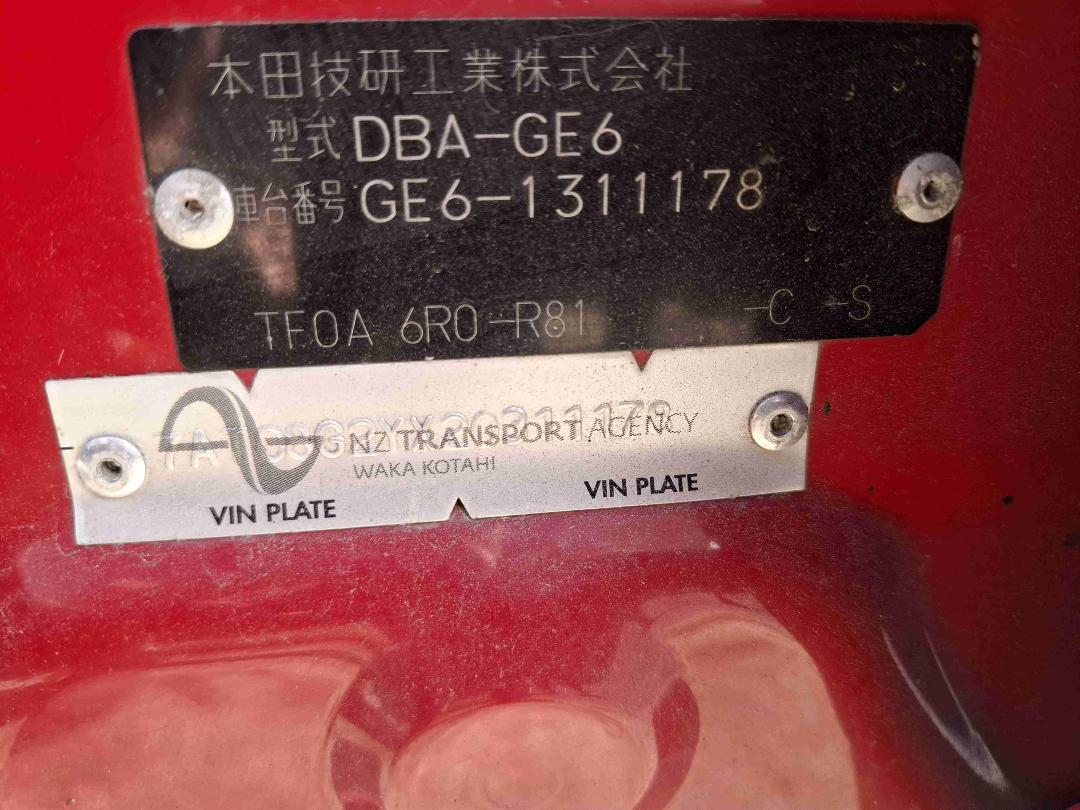 本田技研工業株式会社
型式 DBA-GE6
車台番号 GE6-1311178
TF0A 6R0-R81 -C -S
NZ TRANSPORT AGENCY
WAKA KOTAHI
VIN PLATE VIN PLATE